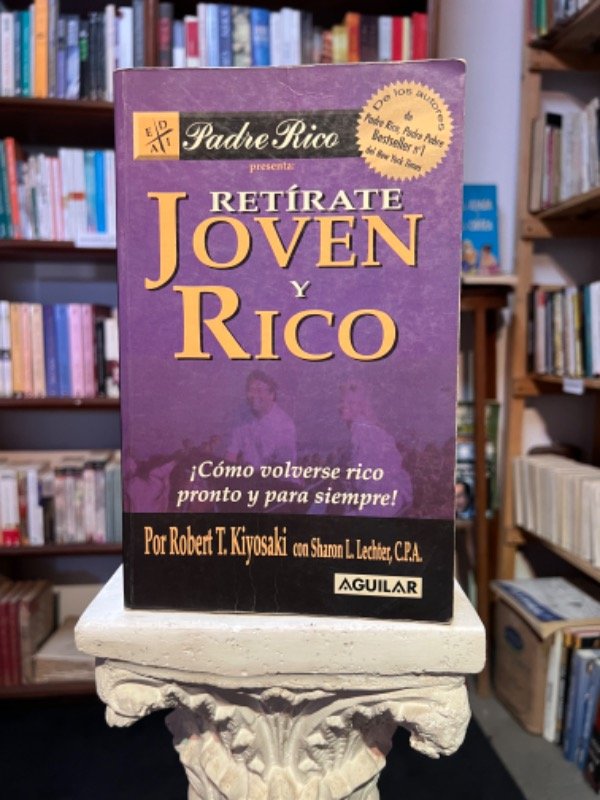 E D A I
Padre Rico
presenta:
De los autores
de
Padre Rico, Padre Pobre
Bestseller nº1
del New York Times
RETÍRATE
JOVEN
Y
RICO
¡Cómo volverse rico
pronto y para siempre!
Por Robert T. Kiyosaki con Sharon L. Lechter, C.P.A.
AGUILAR